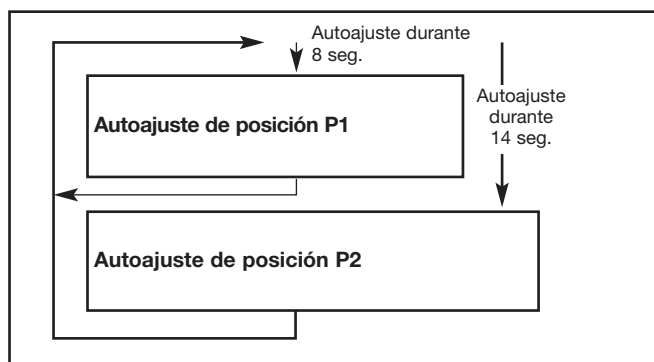 Autoajuste durante
8 seg.
Autoajuste
durante
14 seg.
Autoajuste de posición P1
Autoajuste de posición P2